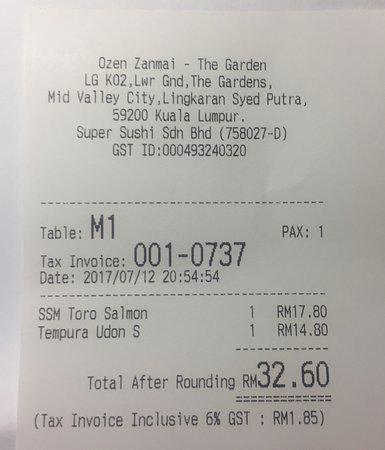 Ozen Zanmai - The Garden
LG K02,Lwr Gnd,The Gardens,
Mid Valley City,Lingkaran Syed Putra,
59200 Kuala Lumpur.
Super Sushi Sdn Bhd (758027-D)
GST ID:000493240320
Table: M1 PAX: 1
Tax Invoice: 001-0737
Date: 2017/07/12 20:54:54
SSM Toro Salmon 1 RM17.80
Tempura Udon S 1 RM14.80
Total After Rounding RM32.60
(Tax Invoice Inclusive 6% GST : RM1.85)